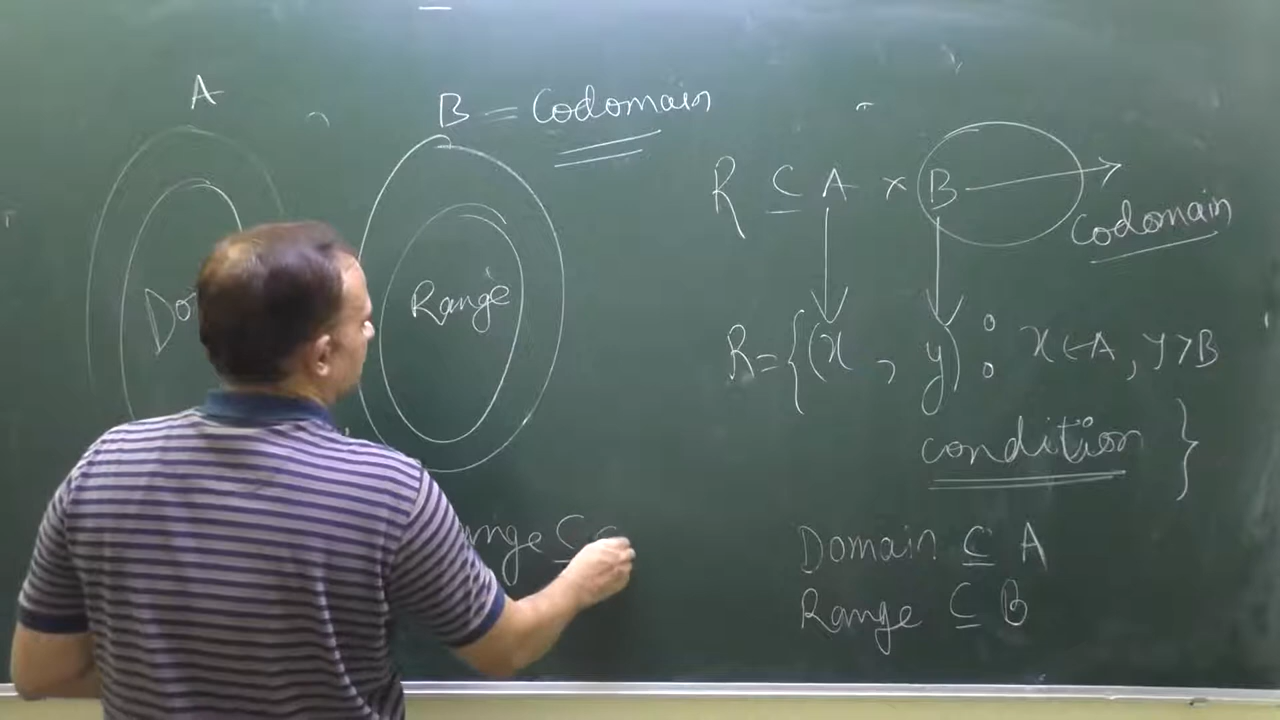 A
B = Codomain
Range
R ⊆ A × B → Codomain
R = { (x , y) : x ∈ A , y > B
condition }
⊆
Domain ⊆ A
Range ⊆ B